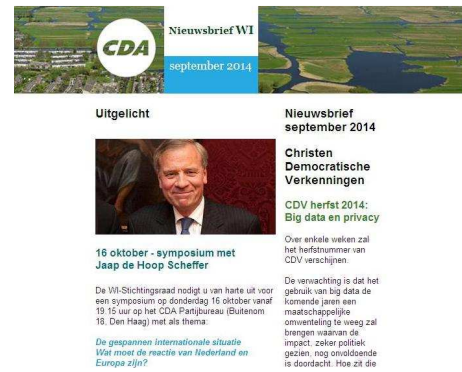 CDA
Nieuwsbrief WI
september 2014
Uitgelicht
16 oktober - symposium met
Jaap de Hoop Scheffer
De WI-Stichtingsraad nodigt u van harte uit voor
een symposium op donderdag 16 oktober vanaf
19.15 uur op het CDA Partijbureau (Buitenom
18, Den Haag) met als thema:
De gespannen internationale situatie
Wat moet de reactie van Nederland en
Europa zijn?
Nieuwsbrief
september 2014
Christen
Democratische
Verkenningen
CDV herfst 2014:
Big data en privacy
Over enkele weken zal
het herfstnummer van
CDV verschijnen.
De verwachting is dat het
gebruik van big data de
komende jaren een
maatschappelijke
omwenteling te weeg zal
brengen waarvan de
impact, zeker politiek
gezien, nog onvoldoende
is doordacht. Hoe zit die